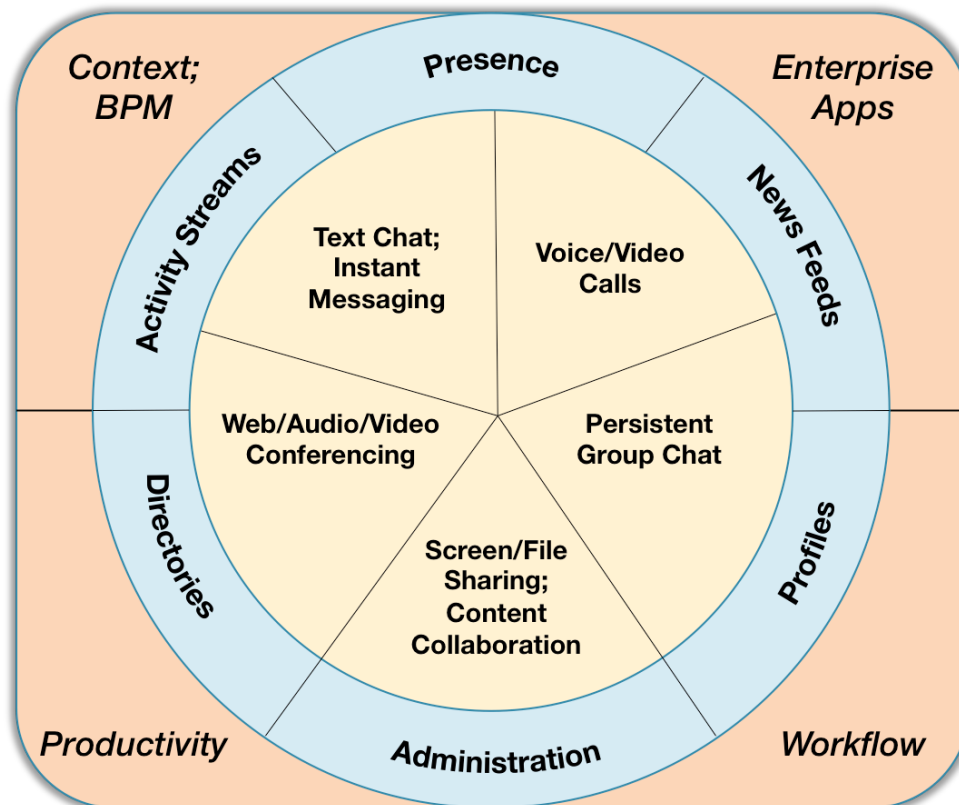 Context;
BPM
Presence
Enterprise
Apps
Activity Streams
News Feeds
Text Chat;
Instant
Messaging
Voice/Video
Calls
Web/Audio/Video
Conferencing
Persistent
Group Chat
Directories
Screen/File
Sharing;
Content
Collaboration
Profiles
Productivity
Administration
Workflow